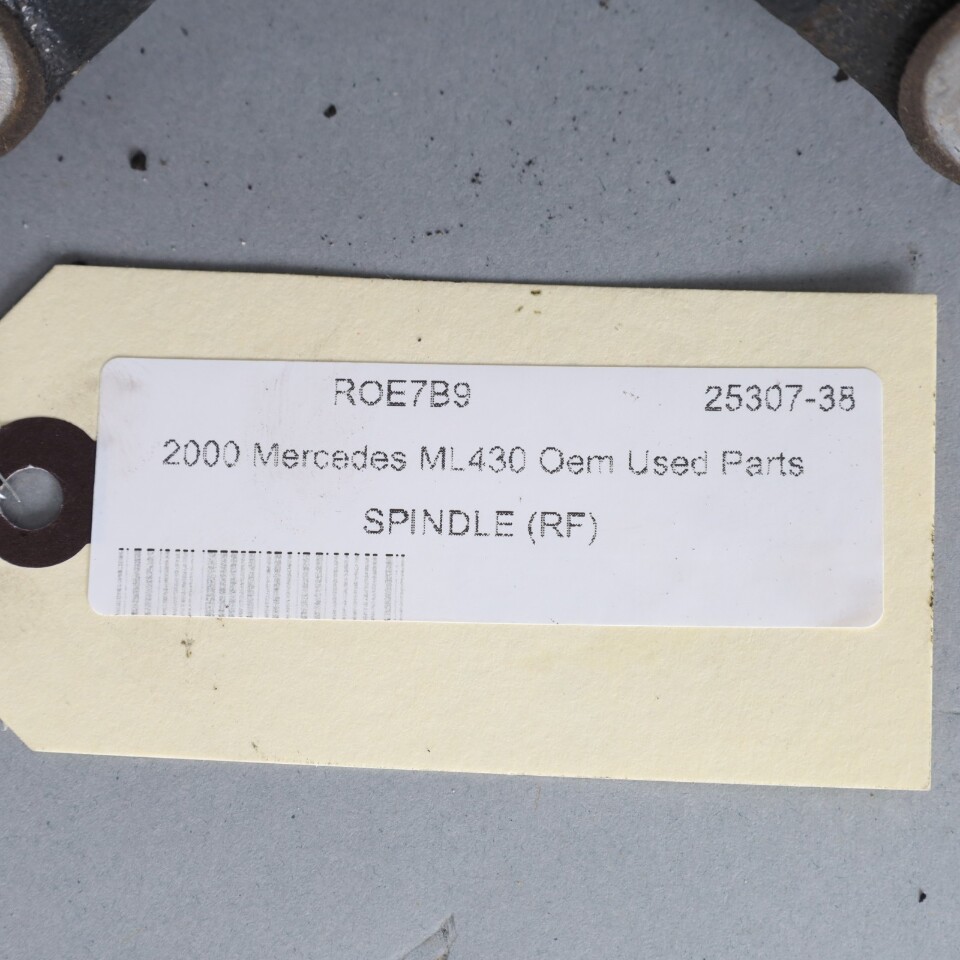 ROE7B9 25307-38
2000 Mercedes ML430 Oem Used Parts
SPINDLE (RF)